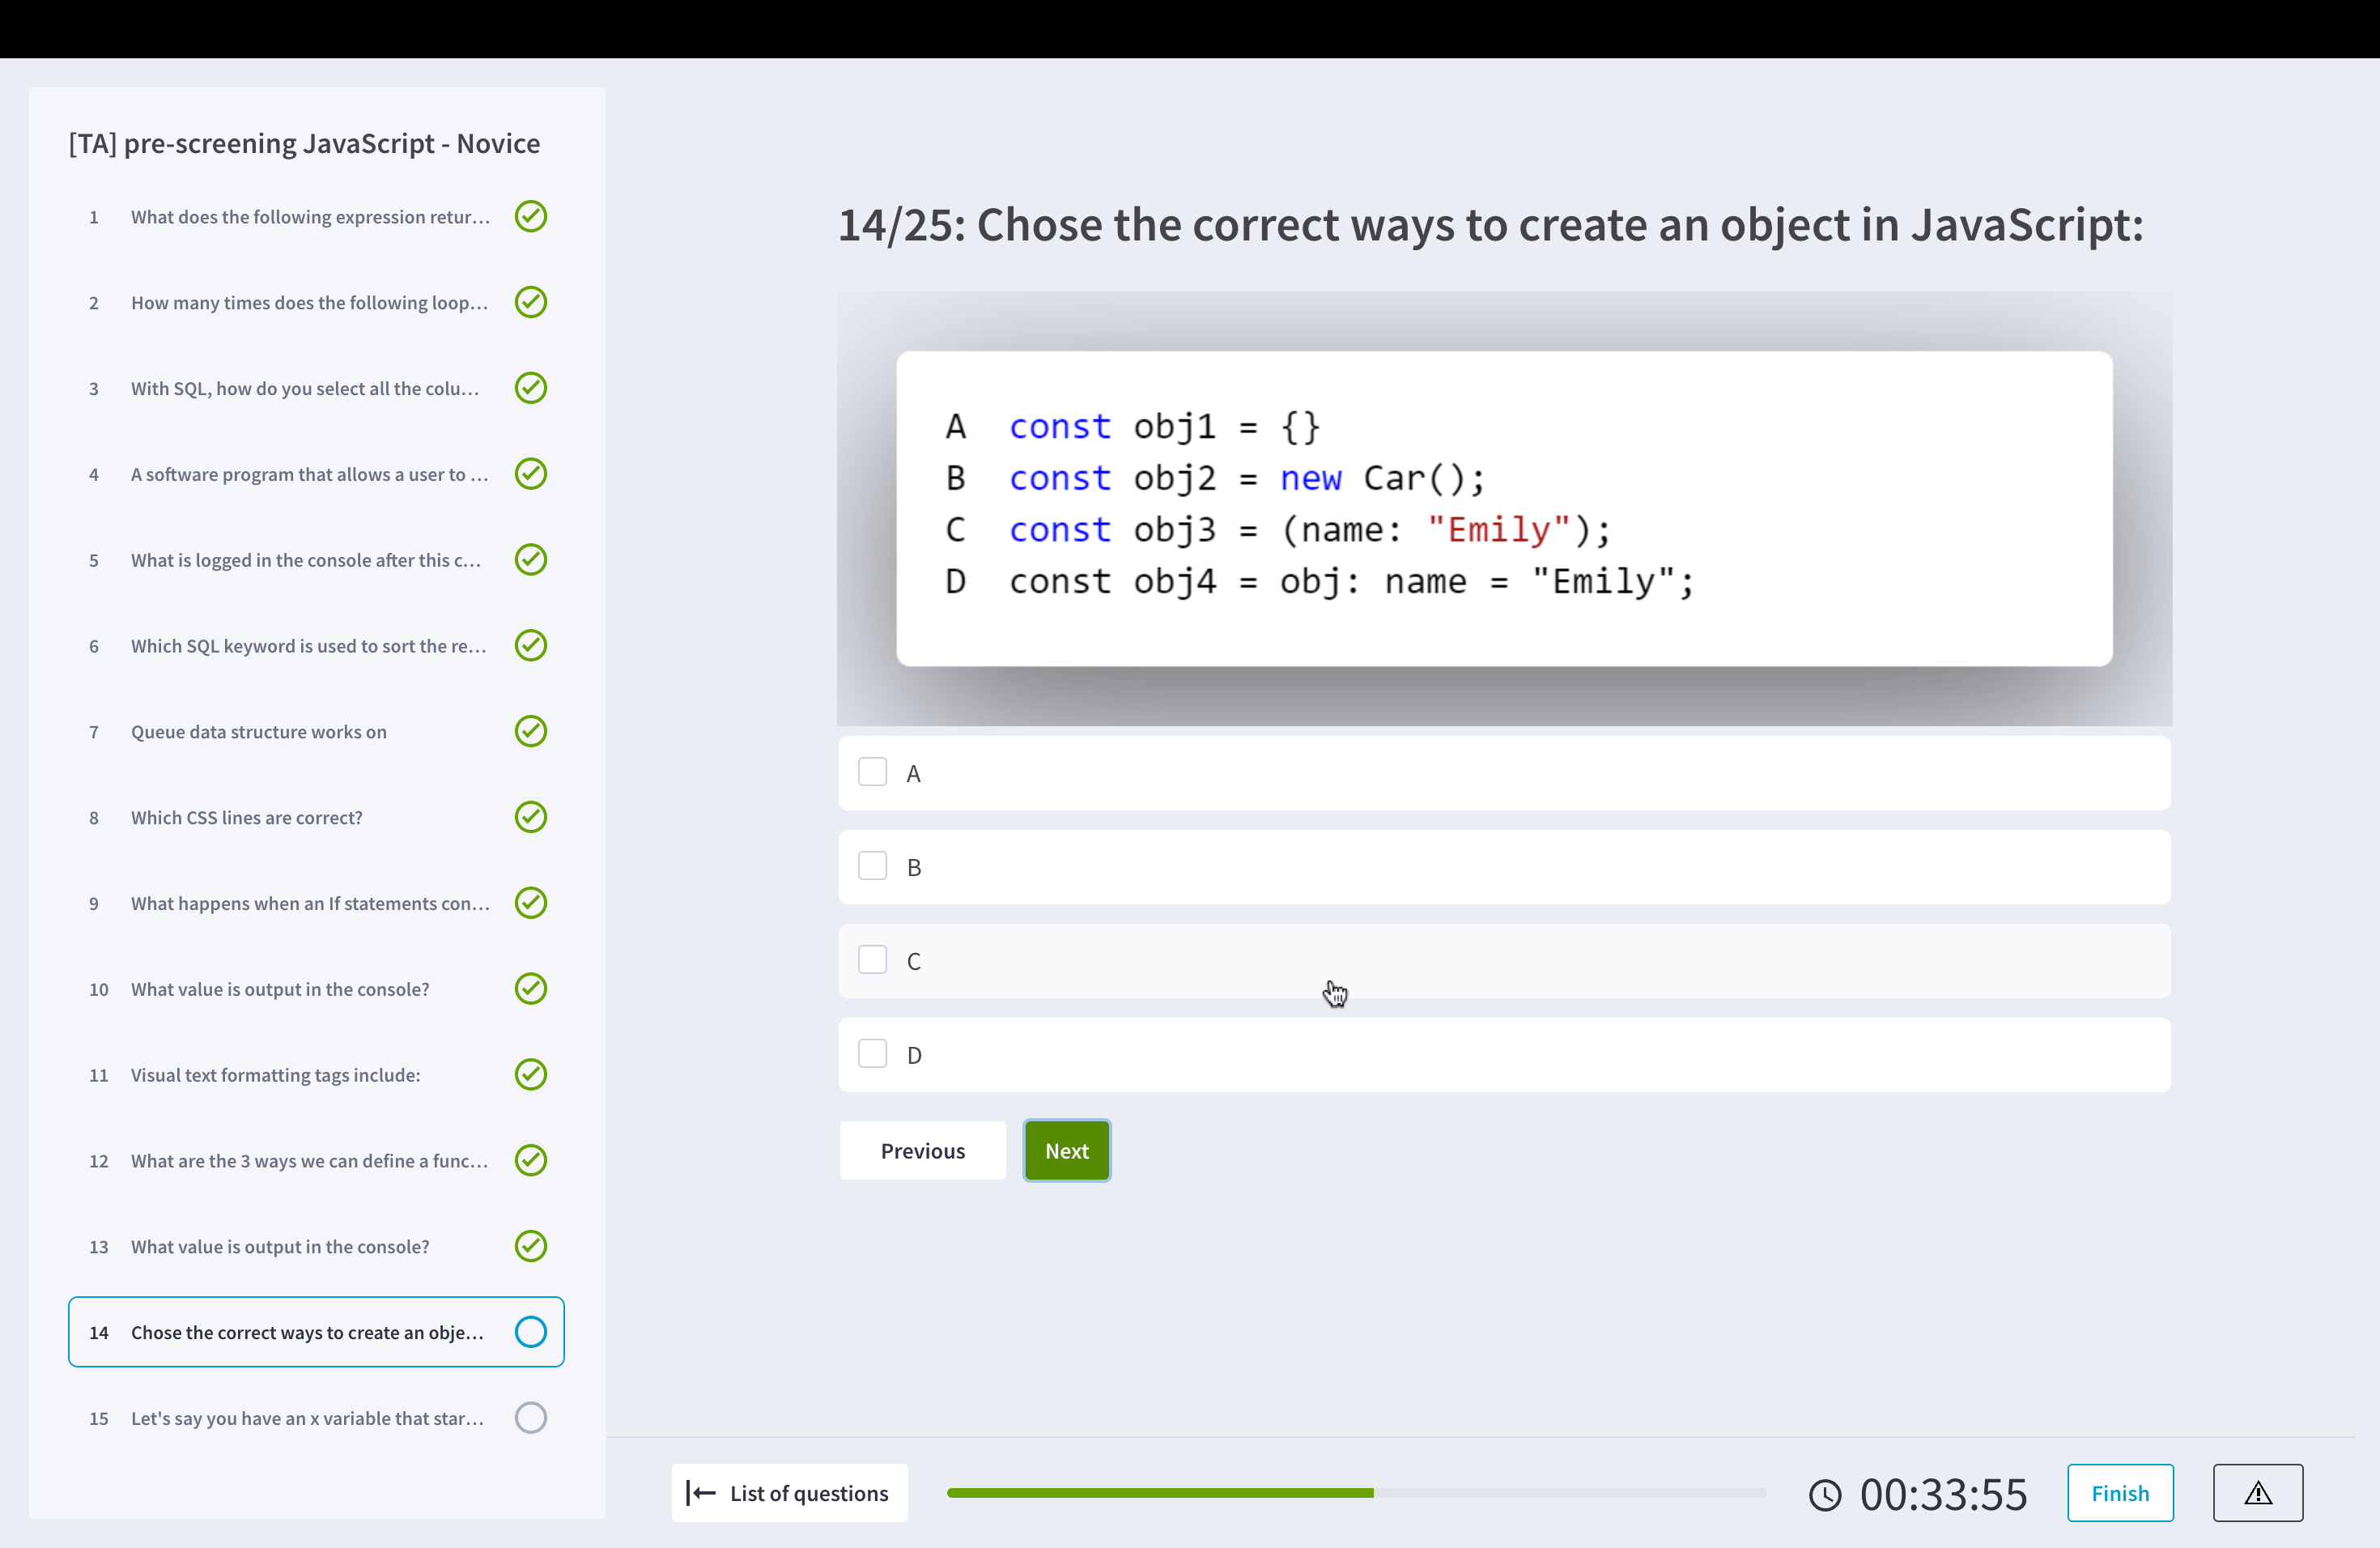 [TA] pre-screening JavaScript - Novice
1 What does the following expression retur...
2 How many times does the following loop...
3 With SQL, how do you select all the colu...
4 A software program that allows a user to ...
5 What is logged in the console after this c...
6 Which SQL keyword is used to sort the re...
7 Queue data structure works on
8 Which CSS lines are correct?
9 What happens when an If statements con...
10 What value is output in the console?
11 Visual text formatting tags include:
12 What are the 3 ways we can define a func...
13 What value is output in the console?
14 Chose the correct ways to create an obje...
15 Let's say you have an x variable that star...
14/25: Chose the correct ways to create an object in JavaScript:
A const obj1 = {}
B const obj2 = new Car();
C const obj3 = (name: "Emily");
D const obj4 = obj: name = "Emily";
A
B
C
D
Previous
Next
List of questions
00:33:55
Finish